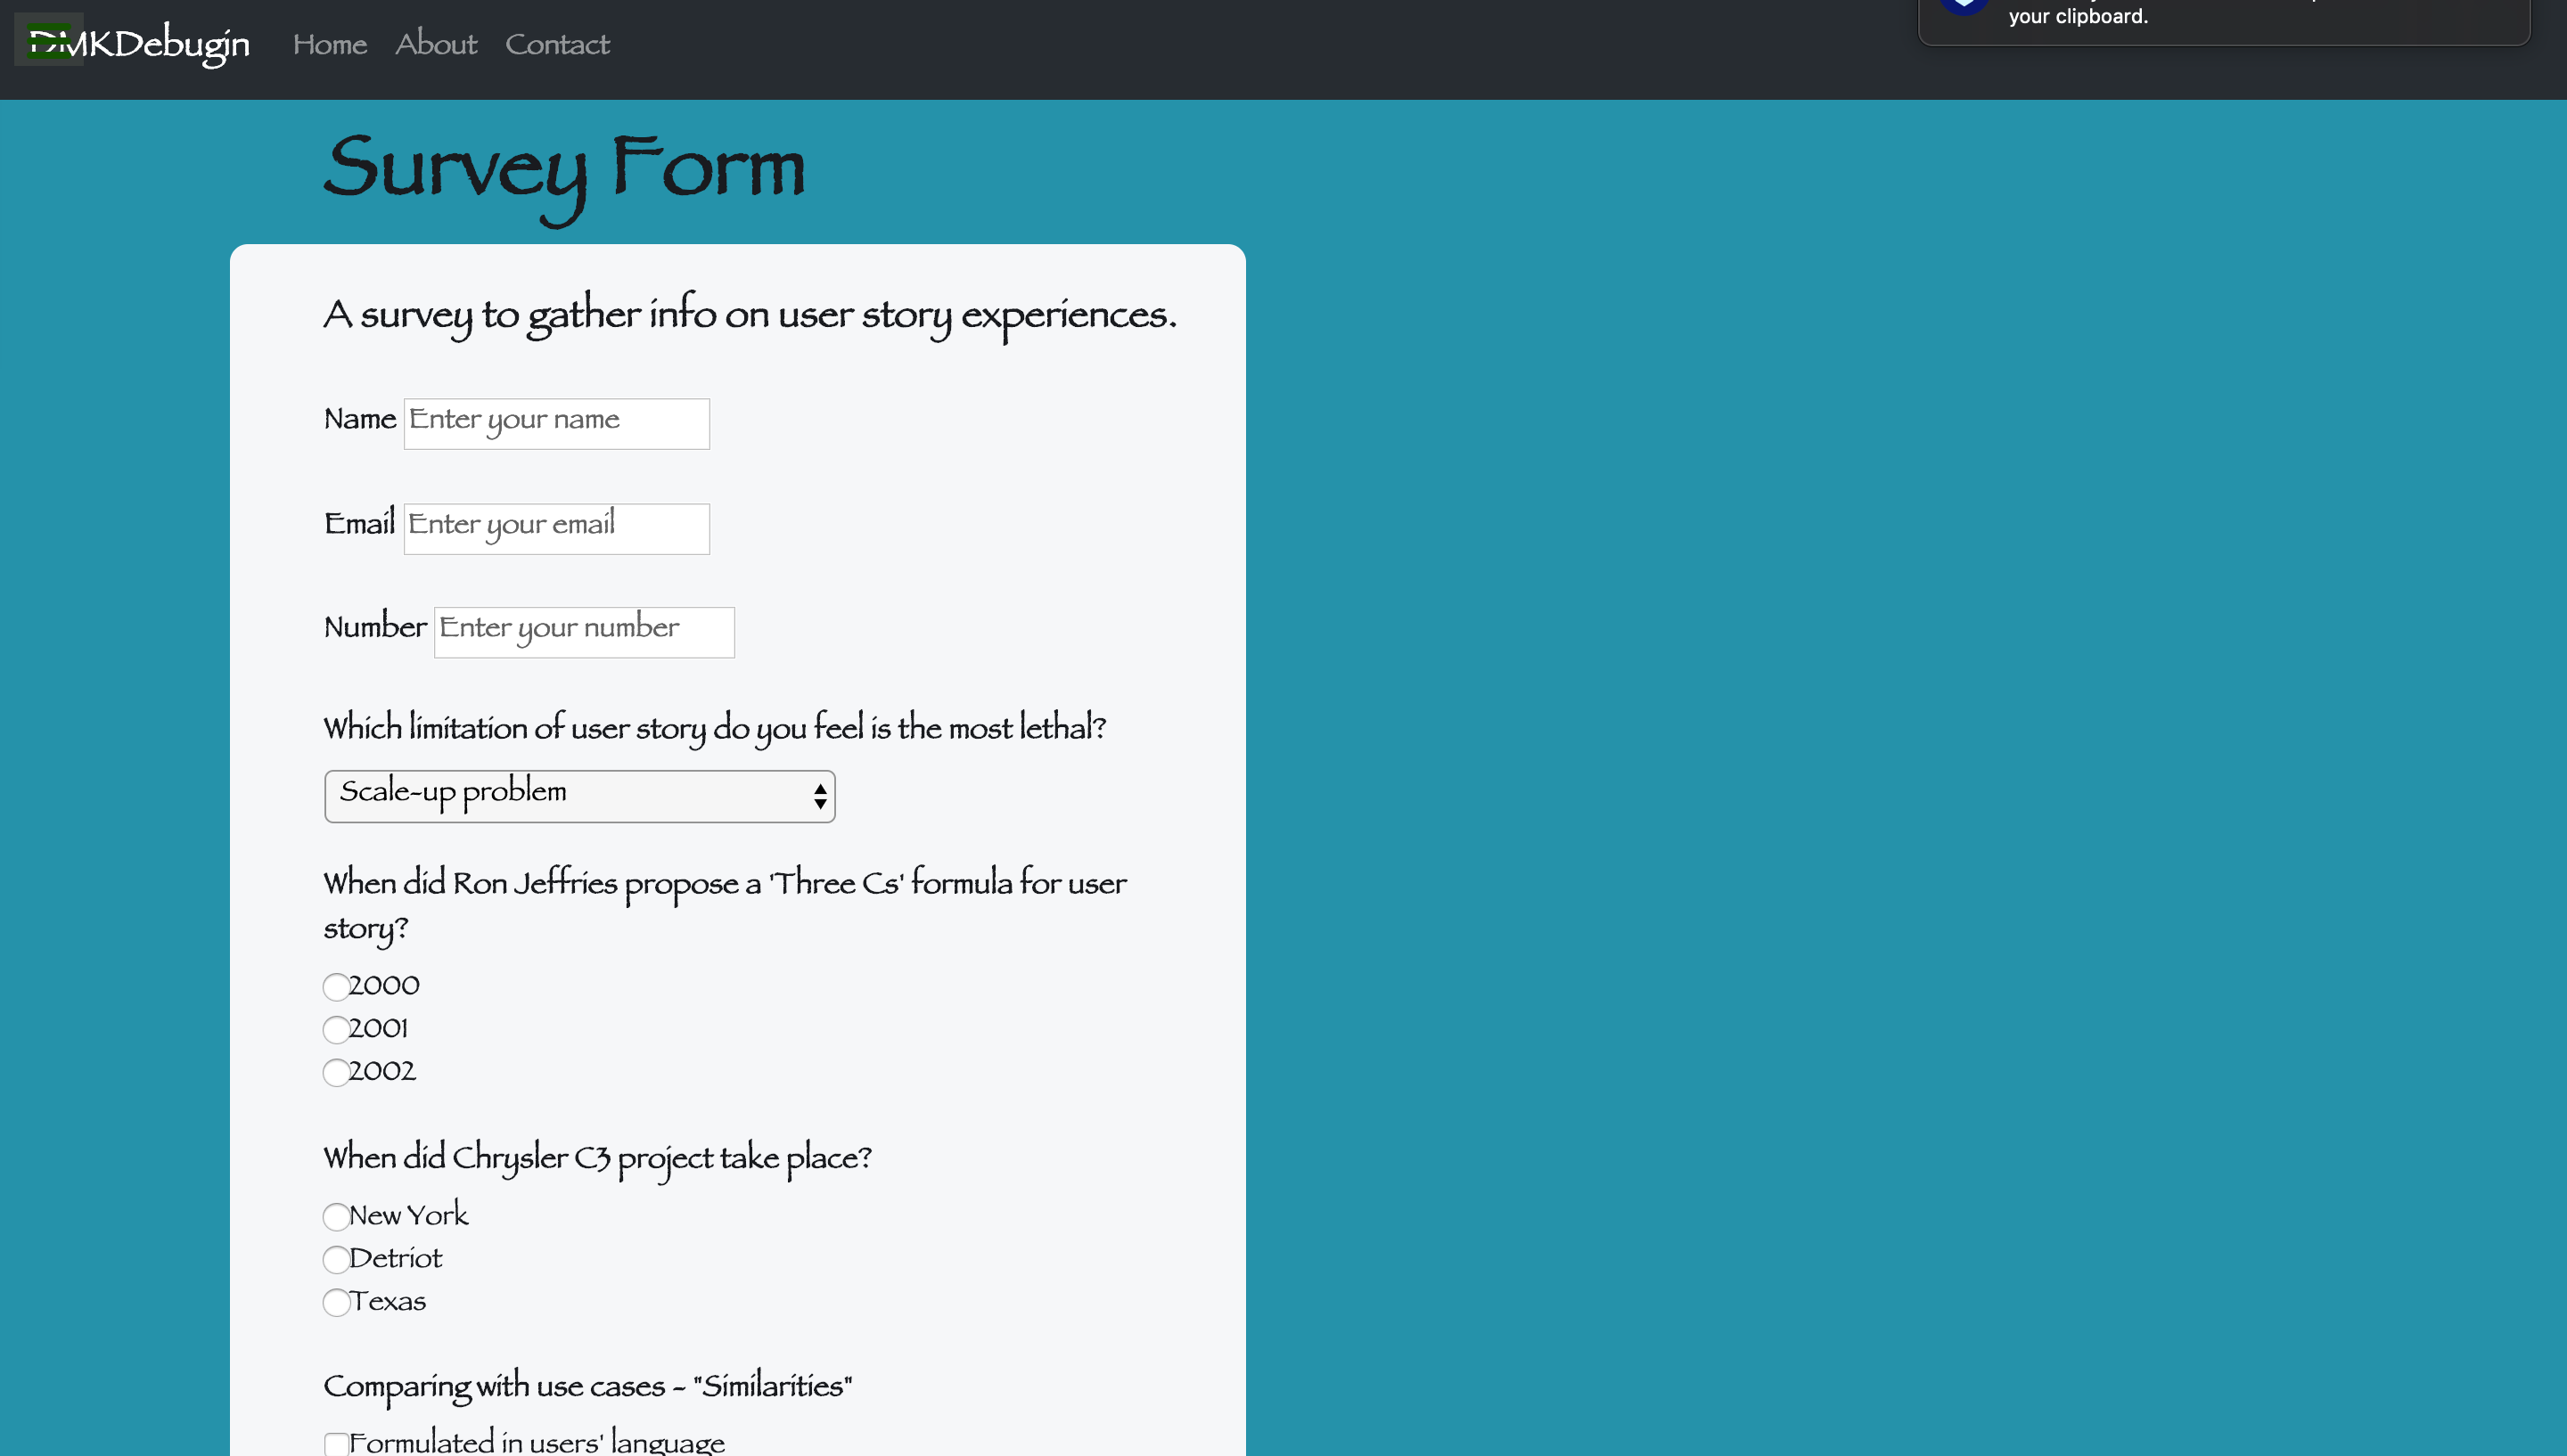 DMKDebugin Home About Contact
your clipboard.
Survey Form
A survey to gather info on user story experiences.
Name Enter your name
Email Enter your email
Number Enter your number
Which limitation of user story do you feel is the most lethal?
Scale-up problem
When did Ron Jeffries propose a 'Three Cs' formula for user
story?
2000
2001
2002
When did Chrysler C3 project take place?
New York
Detriot
Texas
Comparing with use cases - "Similarities"
Formulated in users' language